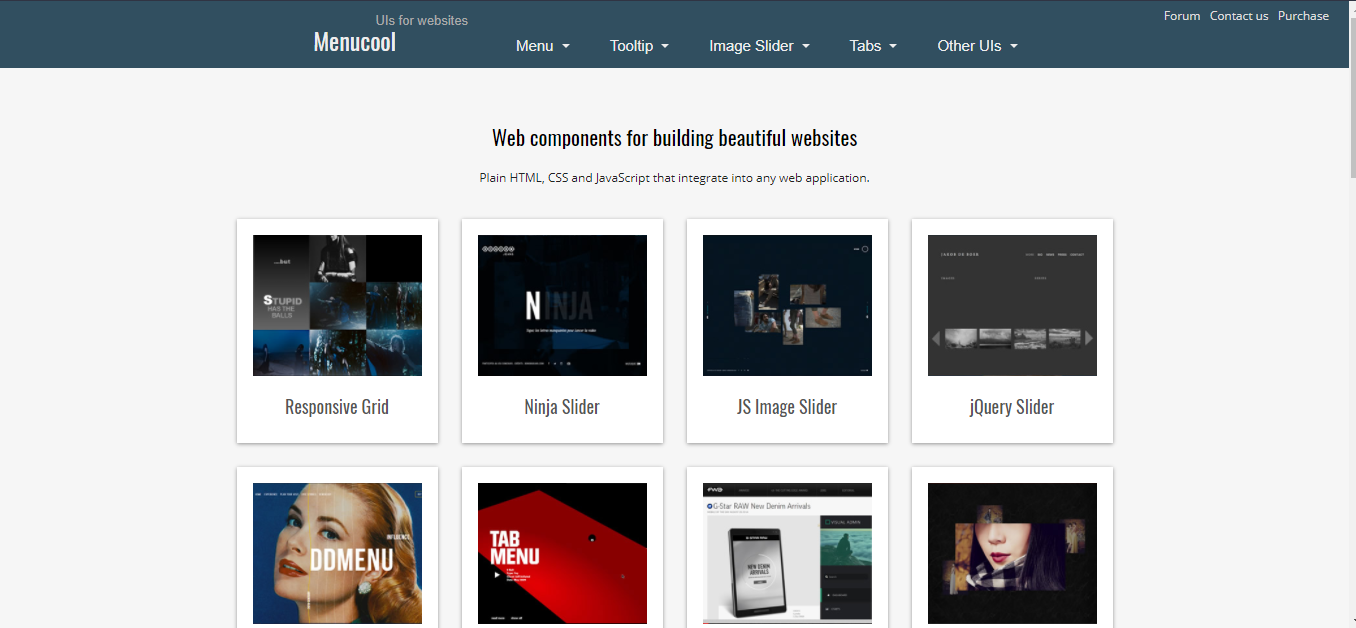 UIs for websites
Menucool
Menu
Tooltip
Image Slider
Tabs
Other UIs
Forum Contact us Purchase
Web components for building beautiful websites
Plain HTML, CSS and JavaScript that integrate into any web application.
...but
STUPID
HAS THE
BALLS
NINJA
Responsive Grid
Ninja Slider
JS Image Slider
jQuery Slider
DDMENU
TAB
MENU
FWD
G-Star RAW New Denim Arrivals
VISUAL ADMIN
NEW DENIM
ARRIVALS